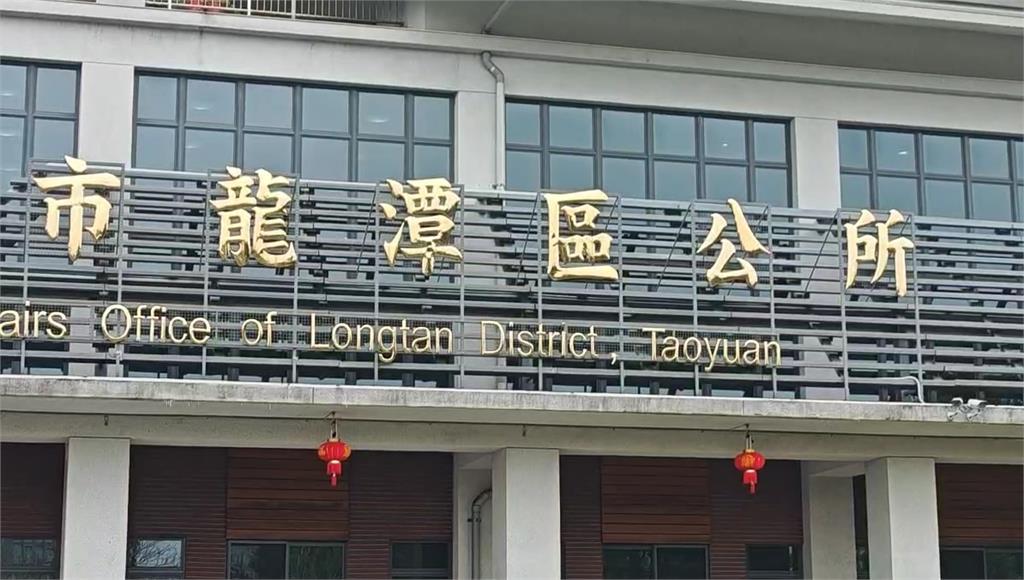 市龍潭區公所
airs Office of Longtan District, Taoyuan